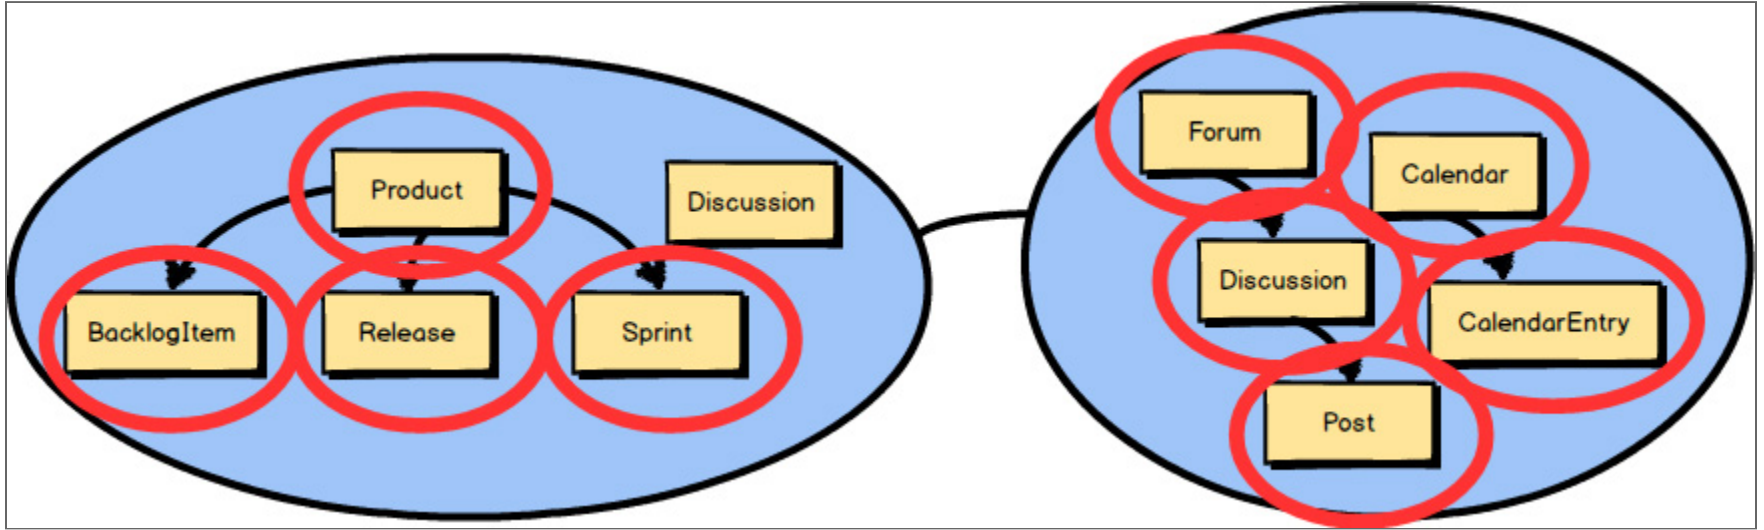 Product
Discussion
BacklogItem
Release
Sprint
Forum
Calendar
Discussion
CalendarEntry
Post